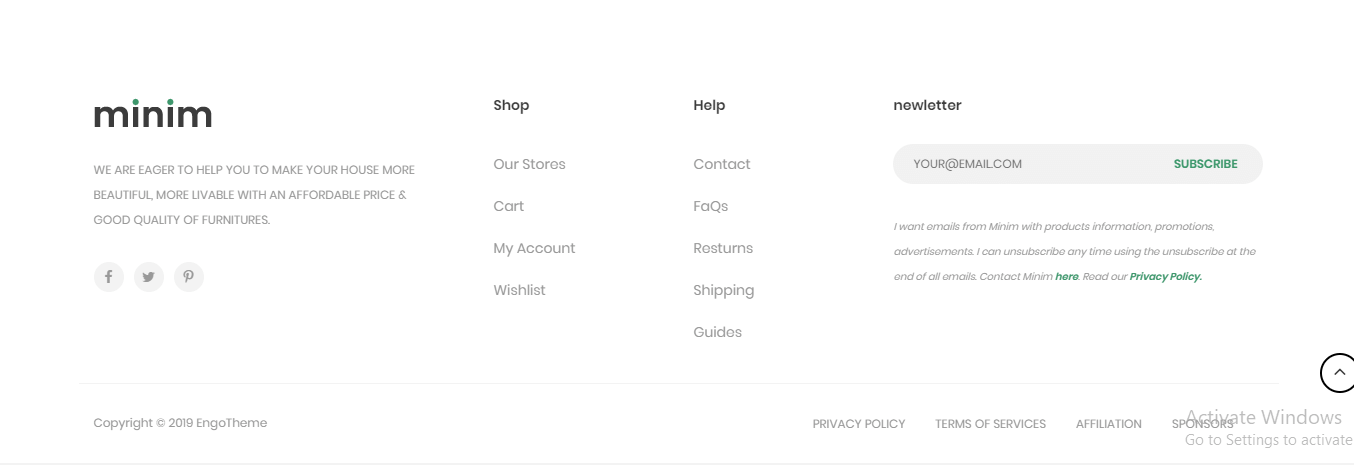 minim
WE ARE EAGER TO HELP YOU TO MAKE YOUR HOUSE MORE
BEAUTIFUL, MORE LIVABLE WITH AN AFFORDABLE PRICE &
GOOD QUALITY OF FURNITURES.
Shop
Our Stores
Cart
My Account
Wishlist
Help
Contact
FaQs
Resturns
Shipping
Guides
newletter
YOUR@EMAIL.COM SUBSCRIBE
I want emails from Minim with products information, promotions,
advertisements. I can unsubscribe any time using the unsubscribe at the
end of all emails. Contact Minim here. Read our Privacy Policy.
Copyright © 2019 EngoTheme
PRIVACY POLICY TERMS OF SERVICES AFFILIATION SPONSORS
Activate Windows
Go to Settings to activate